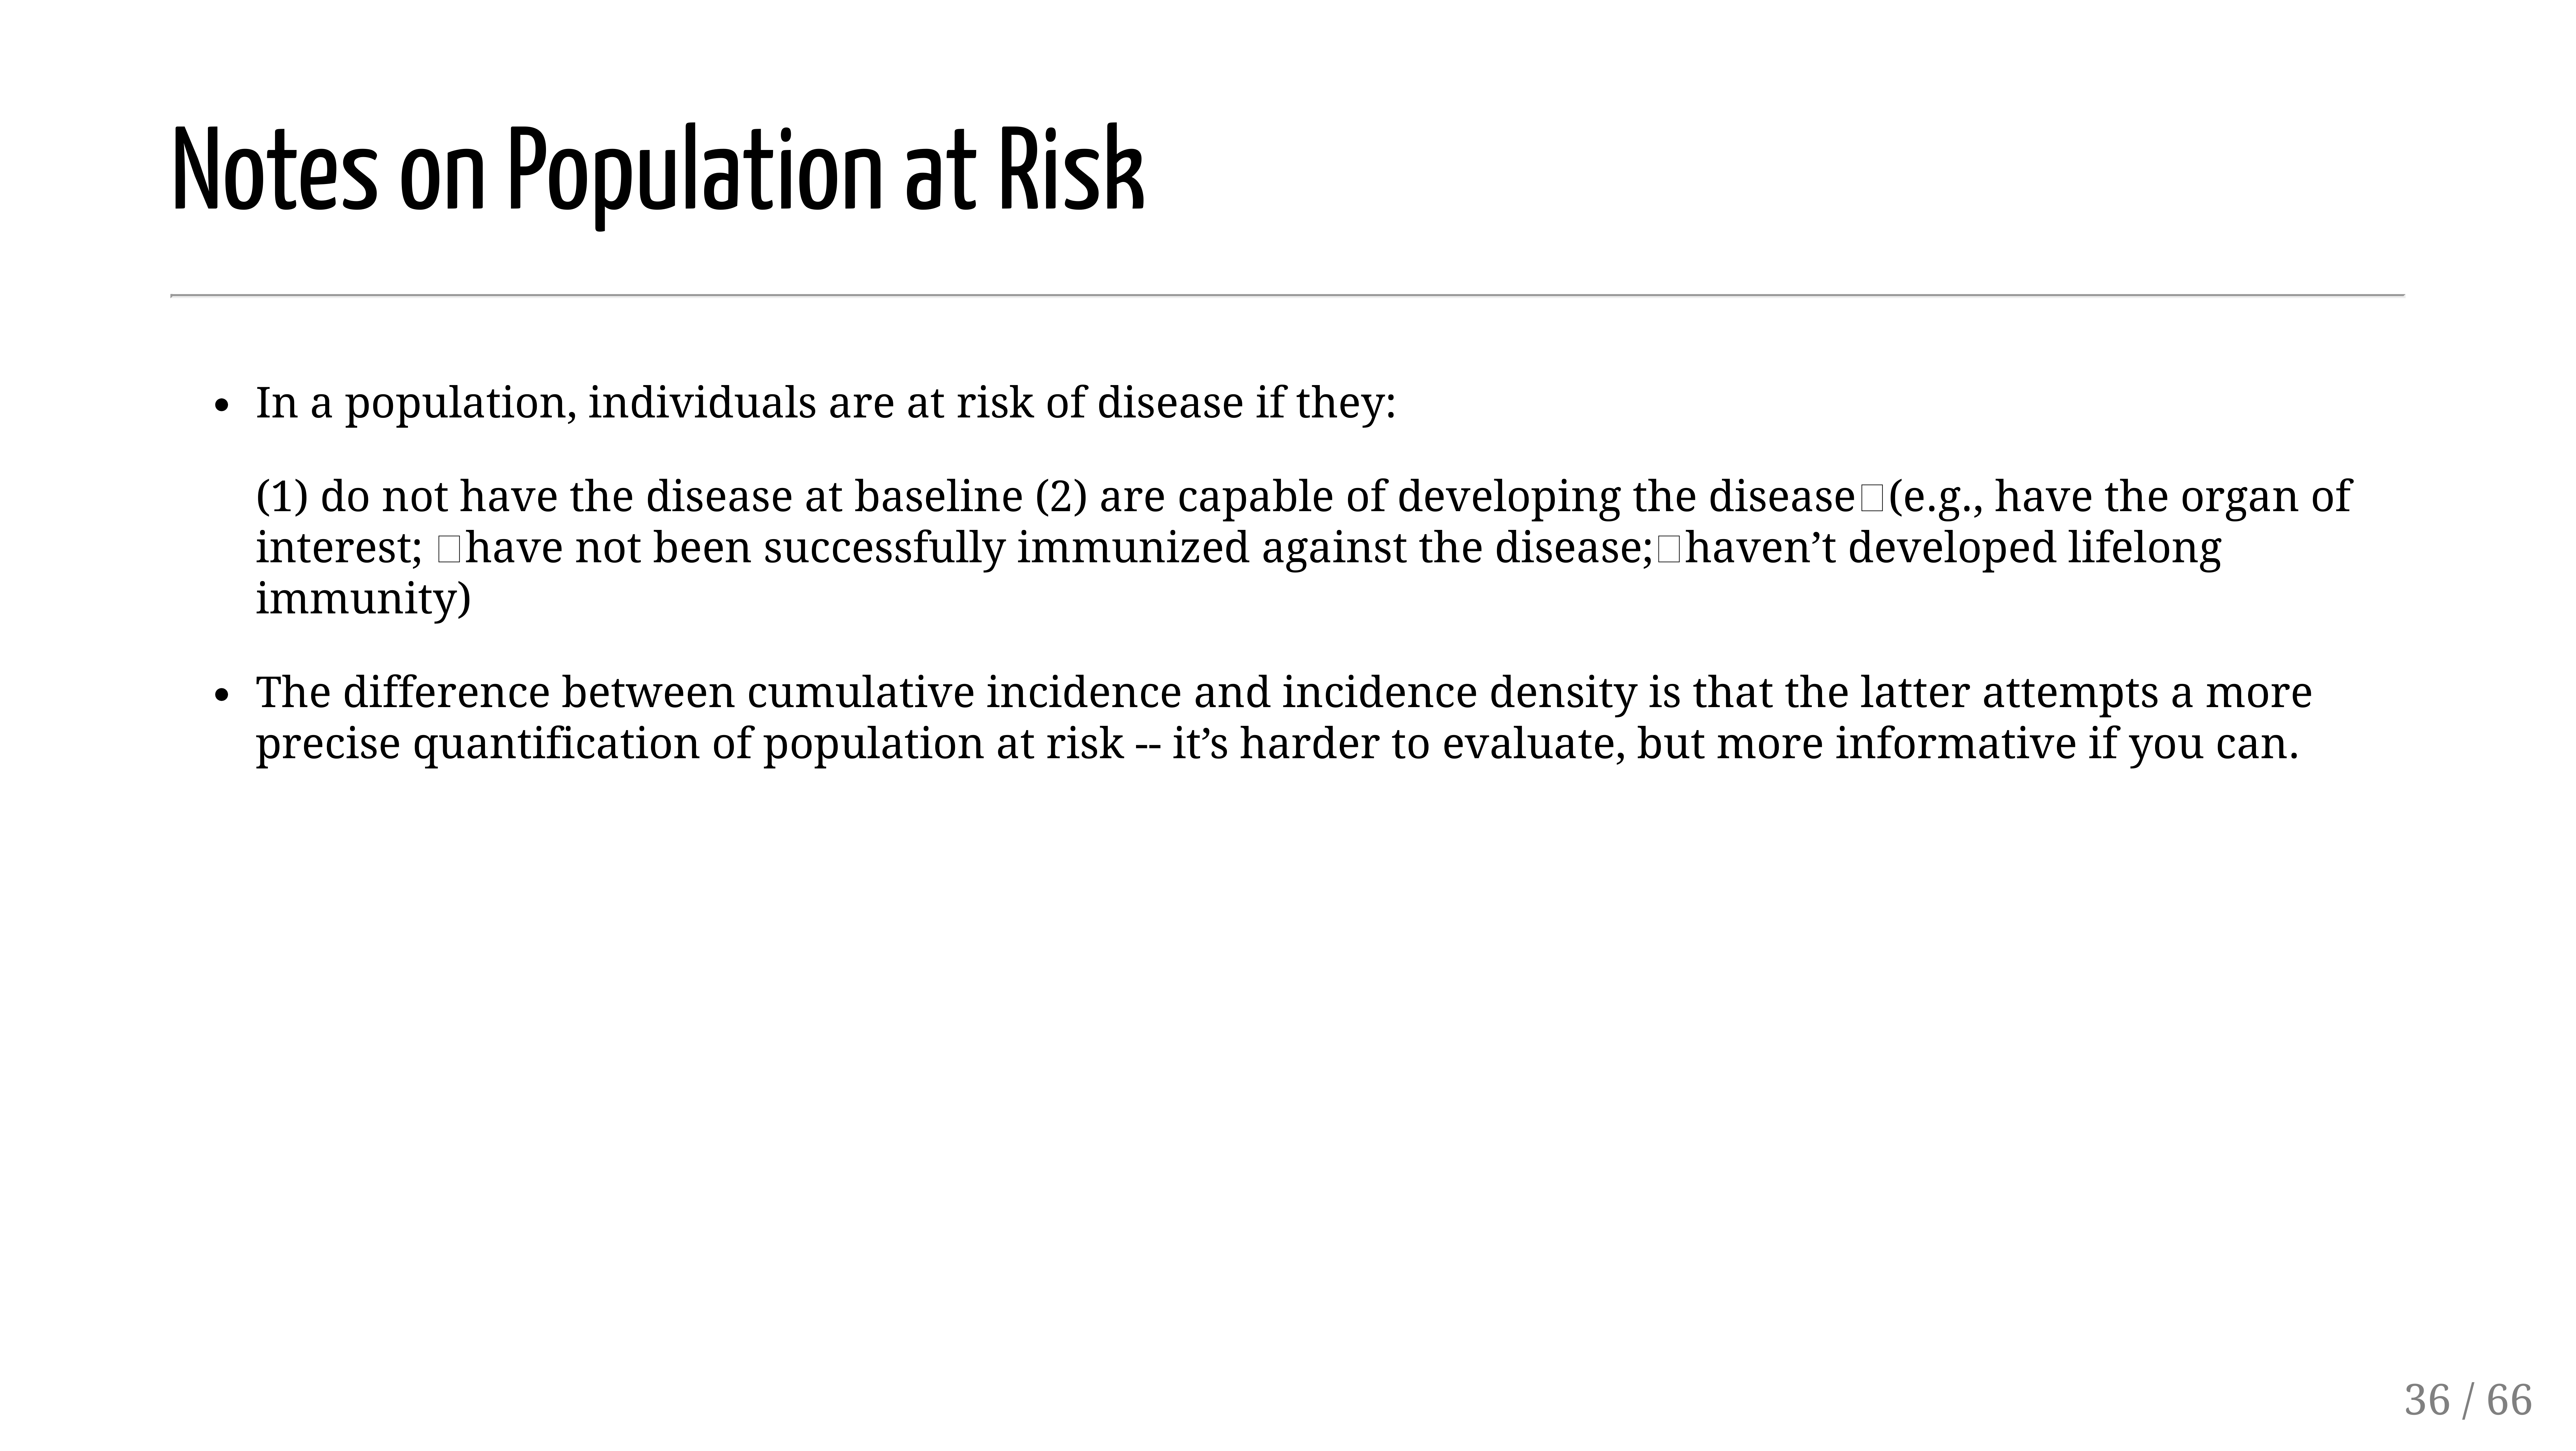 Notes on Population at Risk
• In a population, individuals are at risk of disease if they:
(1) do not have the disease at baseline (2) are capable of developing the disease□(e.g., have the organ of
interest; □have not been successfully immunized against the disease;□haven’t developed lifelong
immunity)
• The difference between cumulative incidence and incidence density is that the latter attempts a more
precise quantification of population at risk -- it’s harder to evaluate, but more informative if you can.
36 / 66